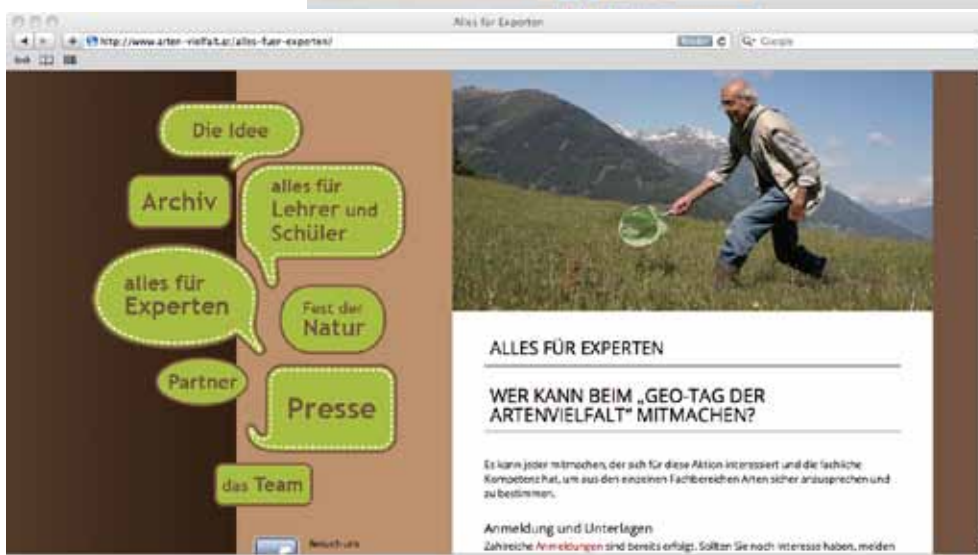 Alles für Experten
http://www.arten-vielfalt.at/alles-fuer-experten/
Google
Die Idee
Archiv
alles für
Lehrer und
Schüler
alles für
Experten
Fest der
Natur
Partner
Presse
das Team
Besuch uns
ALLES FÜR EXPERTEN
WER KANN BEIM „GEO-TAG DER
ARTENVIELFALT“ MITMACHEN?
Es kann jeder mitmachen, der sich für diese Aktion interessiert und die fachliche
Kompetenz hat, um aus den einzelnen Fachbereichen Arten sicher anzusprechen und
zu bestimmen.
Anmeldung und Unterlagen
Zahlreiche Anmeldungen sind bereits erfolgt. Sollten Sie noch Interesse haben, melden